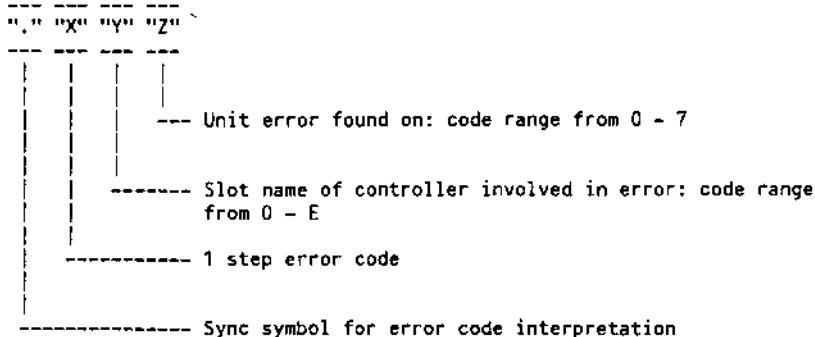 "." "X" "Y" "Z"
Unit error found on: code range from 0 - 7
Slot name of controller involved in error: code range
from 0 - E
1 step error code
Sync symbol for error code interpretation